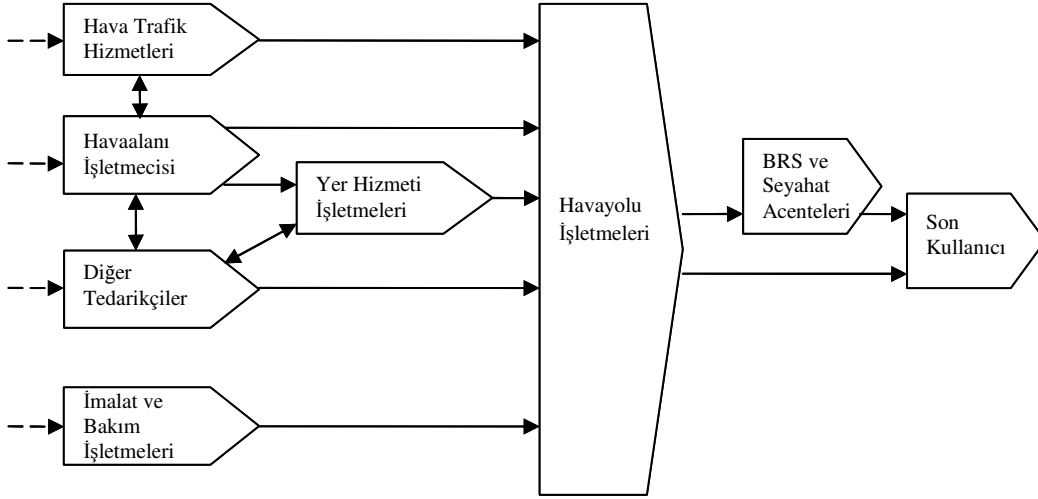 Hava Trafik
Hizmetleri
Havaalanı
İşletmecisi
Yer Hizmeti
İşletmeleri
Diğer
Tedarikçiler
İmalat ve
Bakım
İşletmeleri
Havayolu
İşletmeleri
BRS ve
Seyahat
Acenteleri
Son
Kullanıcı